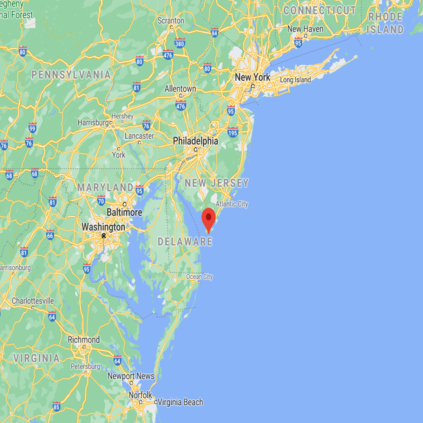 llegheny
nal Forest
Scranton
CONNECTICUT
RHODE
ISLAND
New Haven
PENNSYLVANIA
New York
Long Island
Allentown
Hershey
Harrisburg
Lancaster
York
Philadelphia
NEW JERSEY
MARYLAND
Baltimore
Atlantic City
Washington
DELAWARE
arrisonburg
Ocean City
Charlottesville
Richmond
VIRGINIA
Petersburg
Newport News
Norfolk
Virginia Beach